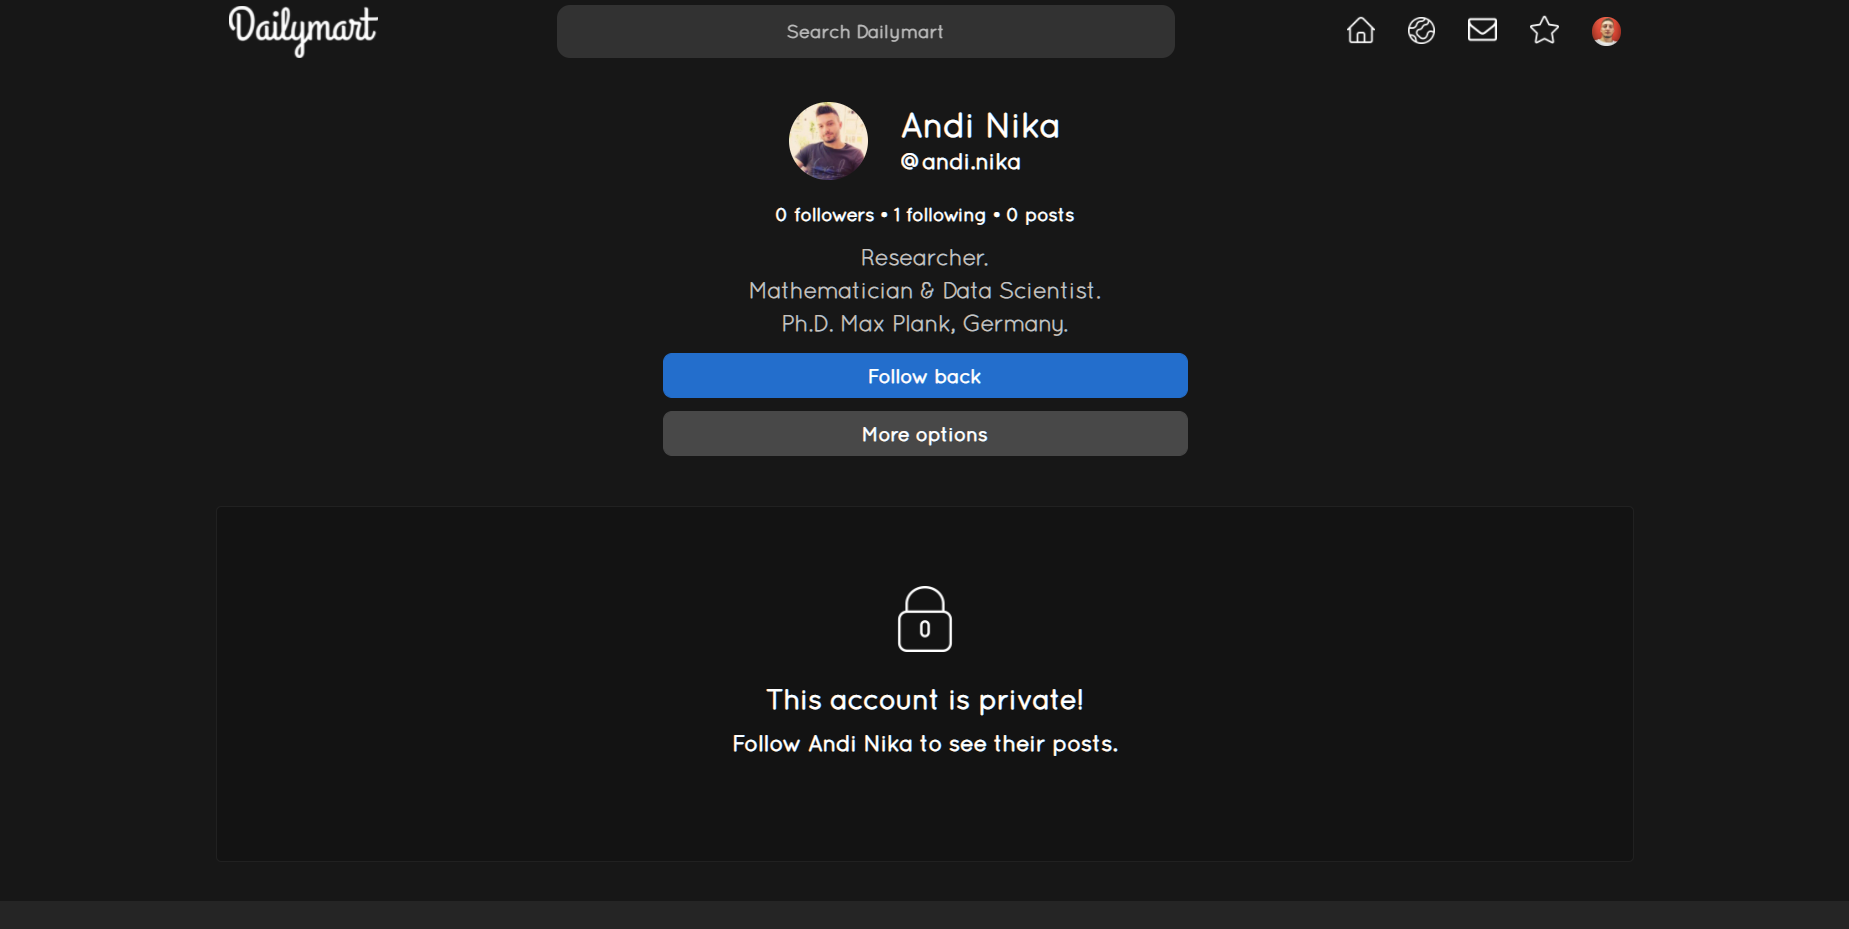 Dailymart
Search Dailymart
Andi Nika
@andi.nika
0 followers • 1 following • 0 posts
Researcher.
Mathematician & Data Scientist.
Ph.D. Max Plank, Germany.
Follow back
More options
This account is private!
Follow Andi Nika to see their posts.